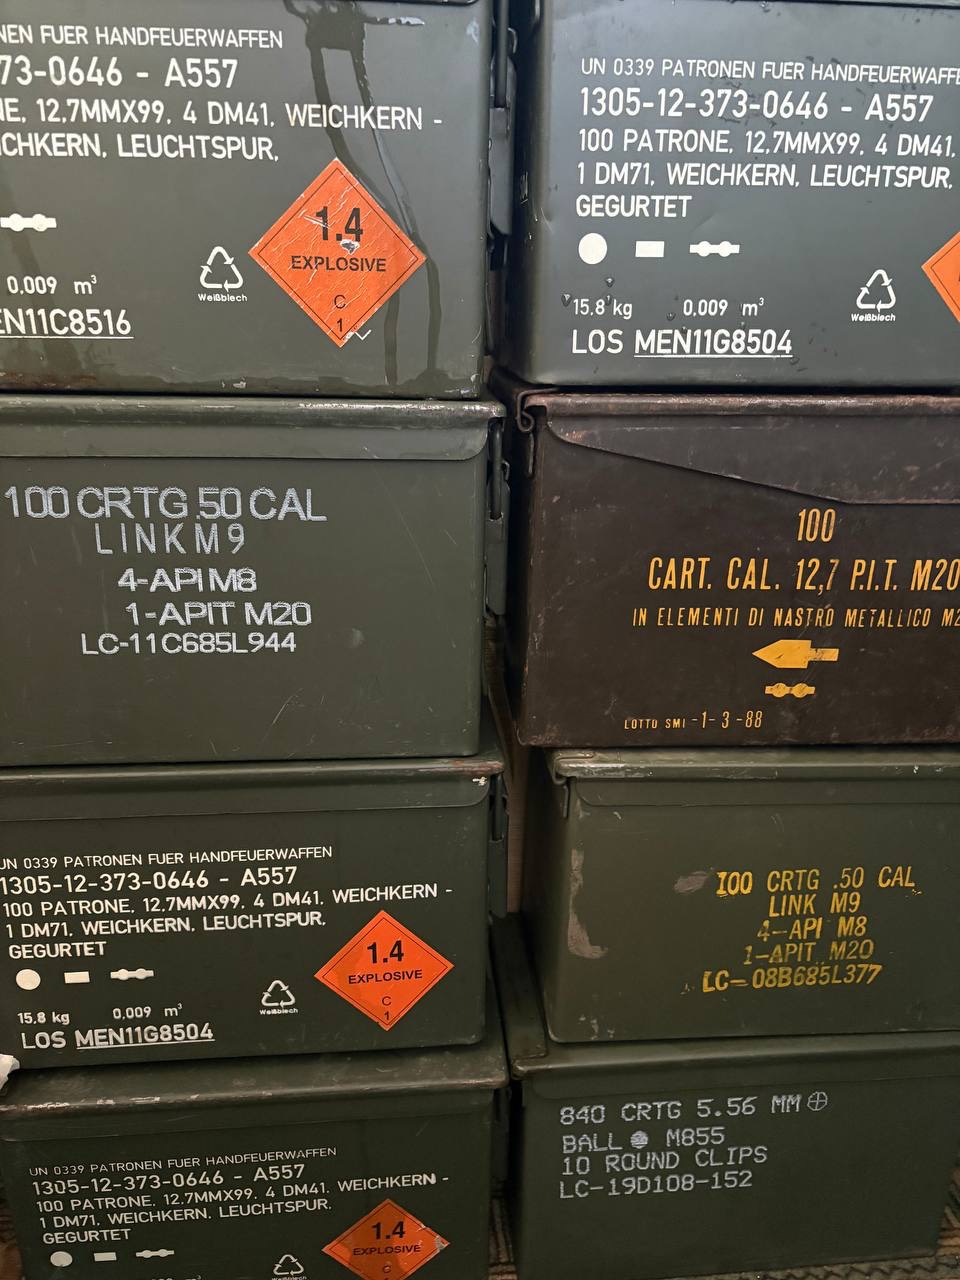 NEN FUER HANDFEUERWAFFEN
73-0646 - A557
NE, 12,7MMX99, 4 DM41, WEICHKERN -
ICHKERN, LEUCHTSPUR,
1.4
EXPLOSIVE
C
1
Weißblech
0,009 m³
EN11C8516
UN 0339 PATRONEN FUER HANDFEUERWAFFE
1305-12-373-0646 - A557
100 PATRONE, 12,7MMX99, 4 DM41,
1 DM71, WEICHKERN, LEUCHTSPUR,
GEGURTET
15,8 kg 0,009 m³
Weißblech
LOS MEN11G8504
100 CRTG .50 CAL
LINK M9
4-API M8
1-APIT M20
LC-11C685L944
100
CART. CAL. 12,7 P.I.T. M20
IN ELEMENTI DI NASTRO METALLICO M2
LOTTO SMI -1-3-88
UN 0339 PATRONEN FUER HANDFEUERWAFFEN
1305-12-373-0646 - A557
100 PATRONE, 12,7MMX99, 4 DM41, WEICHKERN -
1 DM71, WEICHKERN, LEUCHTSPUR,
GEGURTET
1.4
EXPLOSIVE
C
1
Weißblech
15,8 kg 0,009 m³
LOS MEN11G8504
100 CRTG .50 CAL
LINK M9
4-API M8
1-APIT M20
LC-08B685L377
UN 0339 PATRONEN FUER HANDFEUERWAFFEN
1305-12-373-0646 - A557
100 PATRONE, 12,7MMX99, 4 DM41, WEICHKERN -
1 DM71, WEICHKERN, LEUCHTSPUR,
GEGURTET
1.4
EXPLOSIVE
C
Weißblech
840 CRTG 5.56 MM
BALL M855
10 ROUND CLIPS
LC-19D108-152